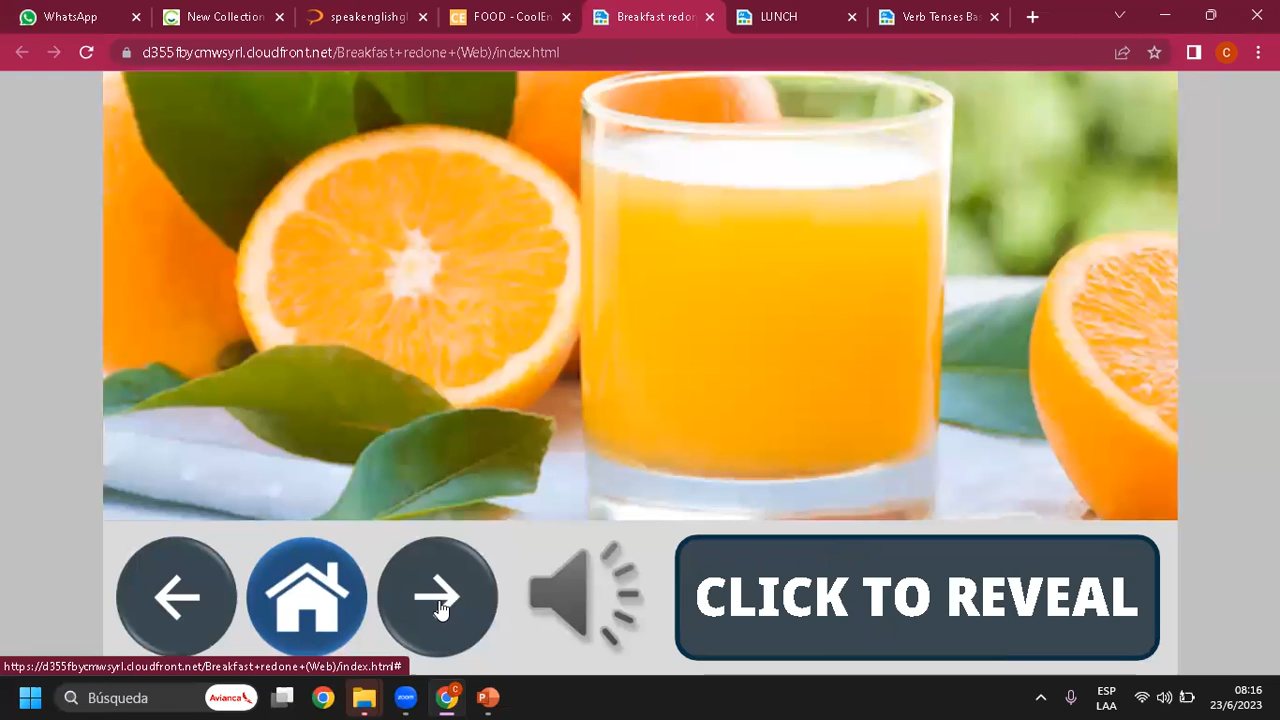 WhatsApp
New Collection
speakenglishgl
CE FOOD - CoolEn
Breakfast redon
LUNCH
Verb Tenses Ba
d355fbycmwsyrl.cloudfront.net/Breakfast+redone+(Web)/index.html
C
CLICK TO REVEAL
https://d355fbycmwsyrl.cloudfront.net/Breakfast+redone+(Web)/index.html#
Búsqueda
Avianca
C
zoom
P
ESP
LAA
08:16
23/6/2023